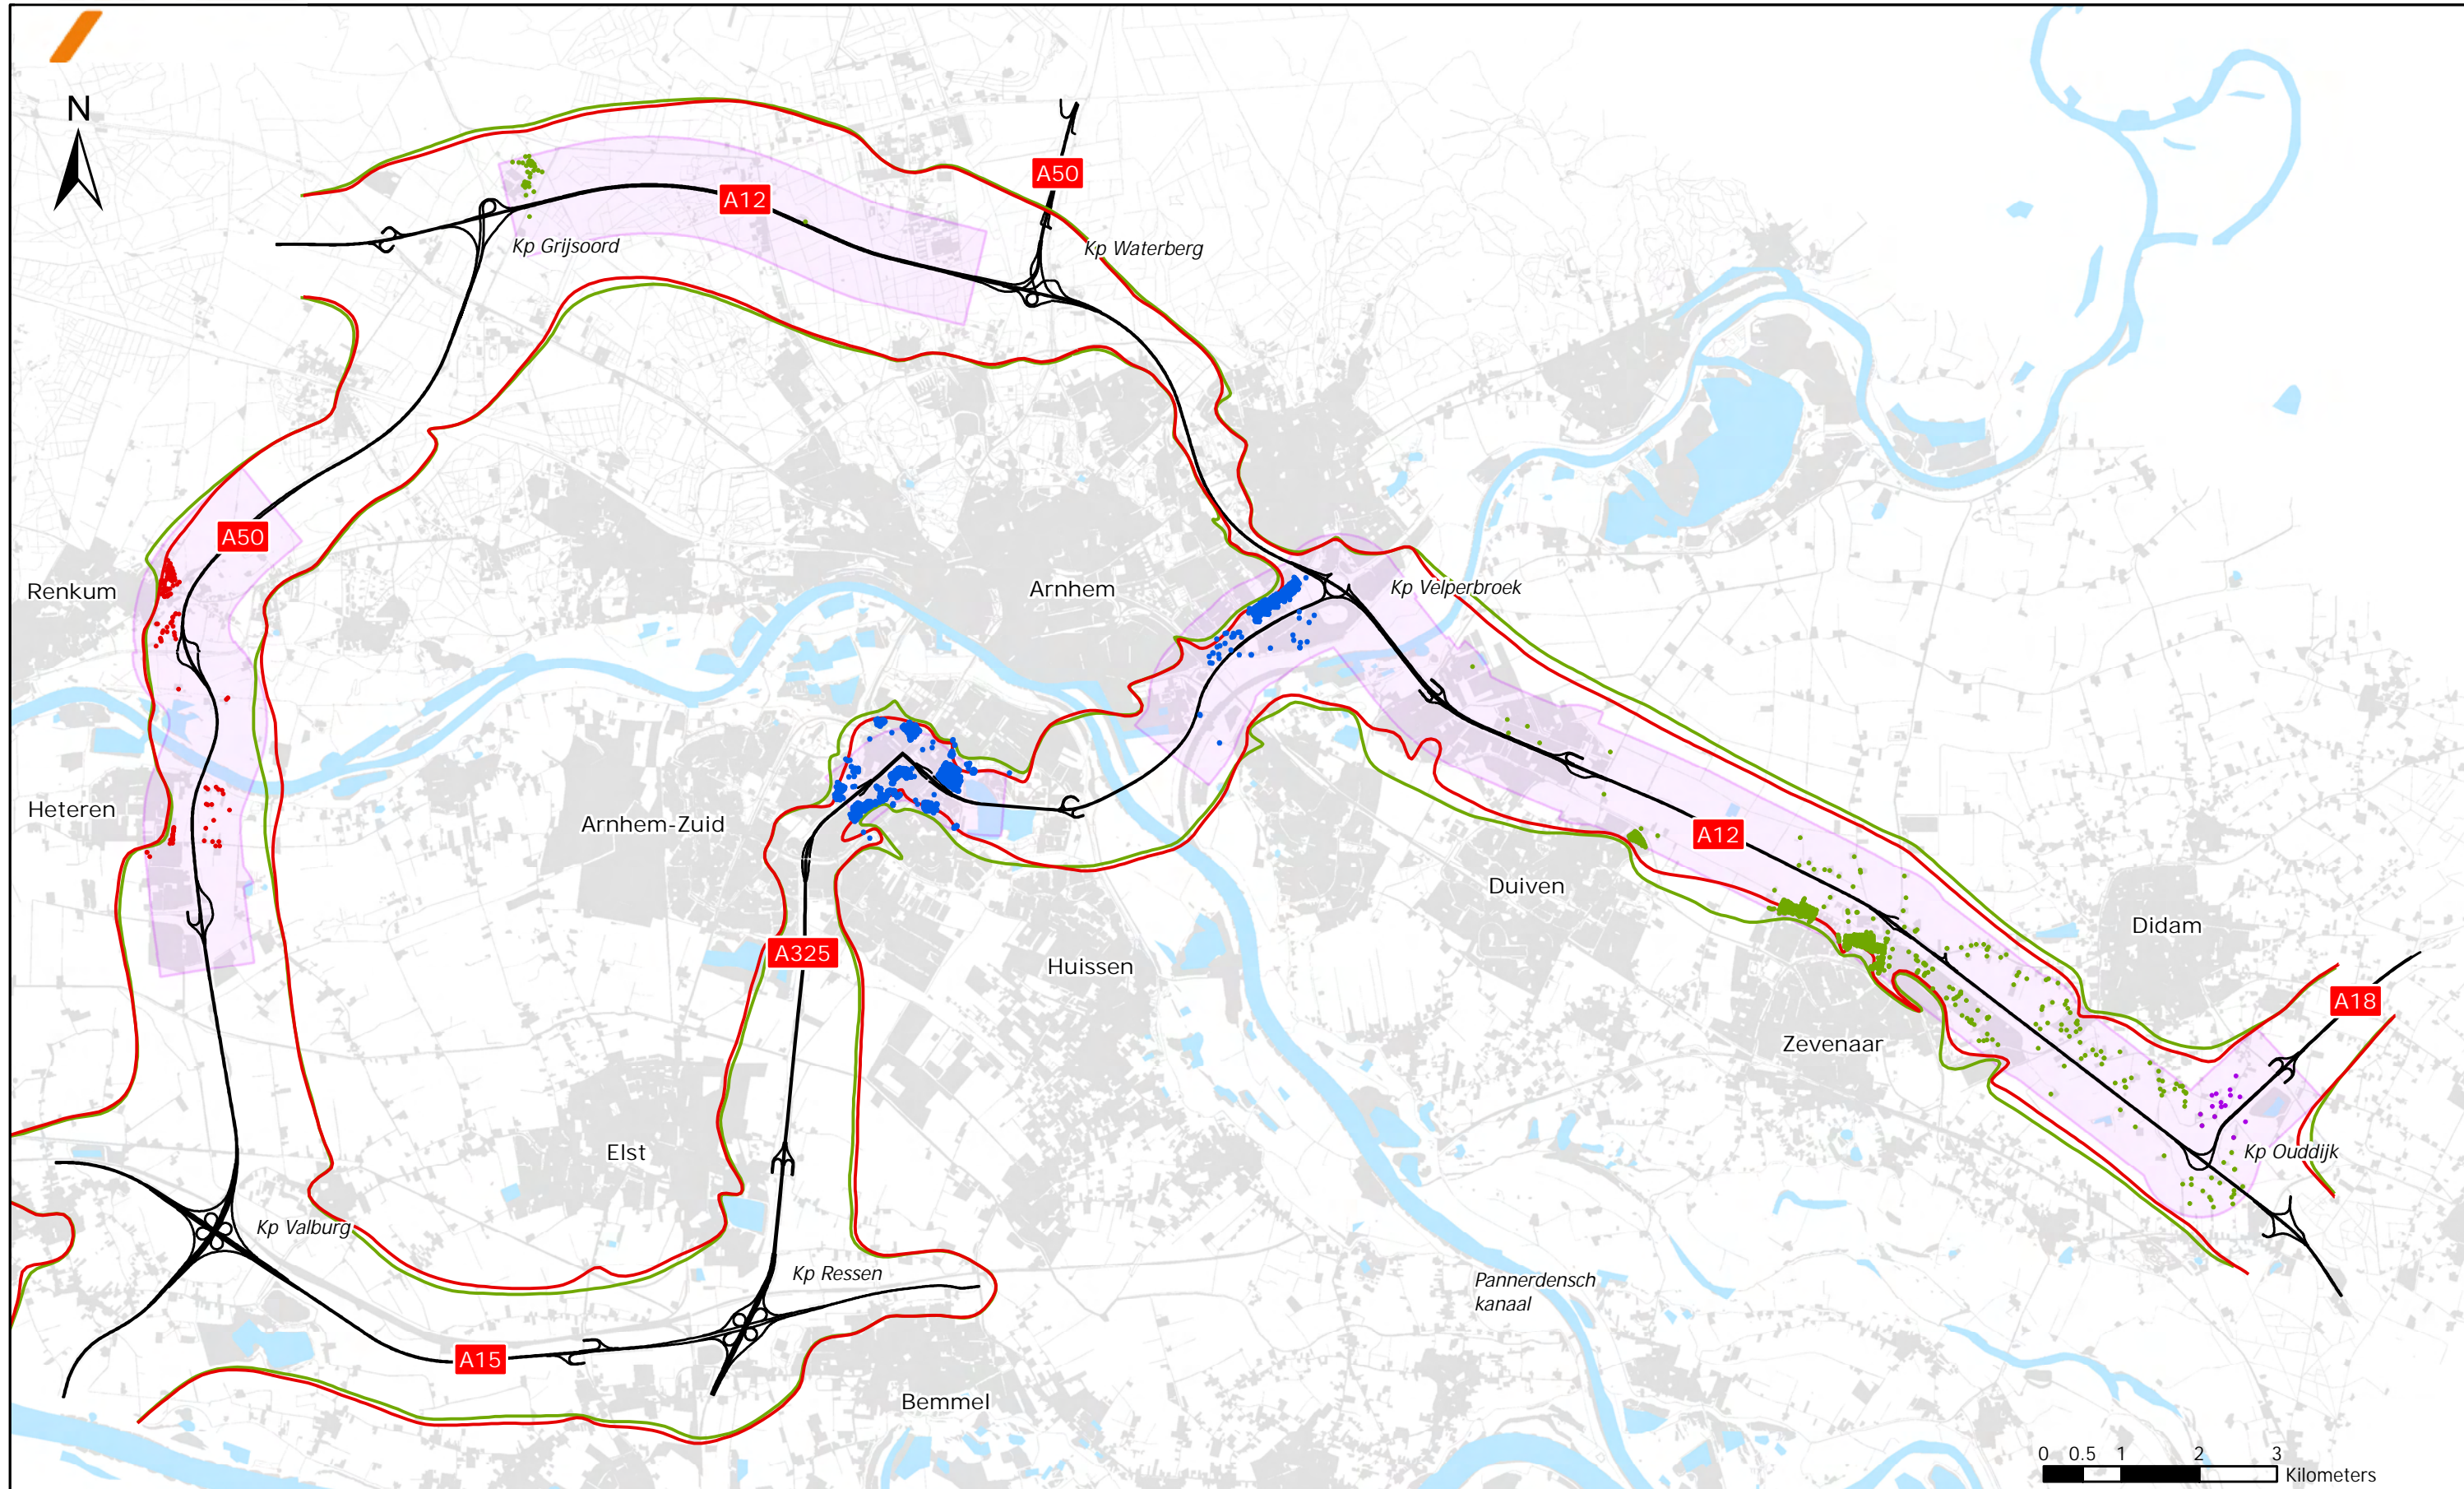 N
A50
A12
Kp Grijsoord
Kp Waterberg
A50
Renkum
Arnhem
Kp Velperbroek
Heteren
Arnhem-Zuid
A12
Duiven
Didam
A325
Huissen
A18
Zevenaar
Elst
Kp Ouddijk
Kp Valburg
Kp Ressen
Pannerdensch
kanaal
A15
Bemmel
0 0.5 1 2 3
Kilometers